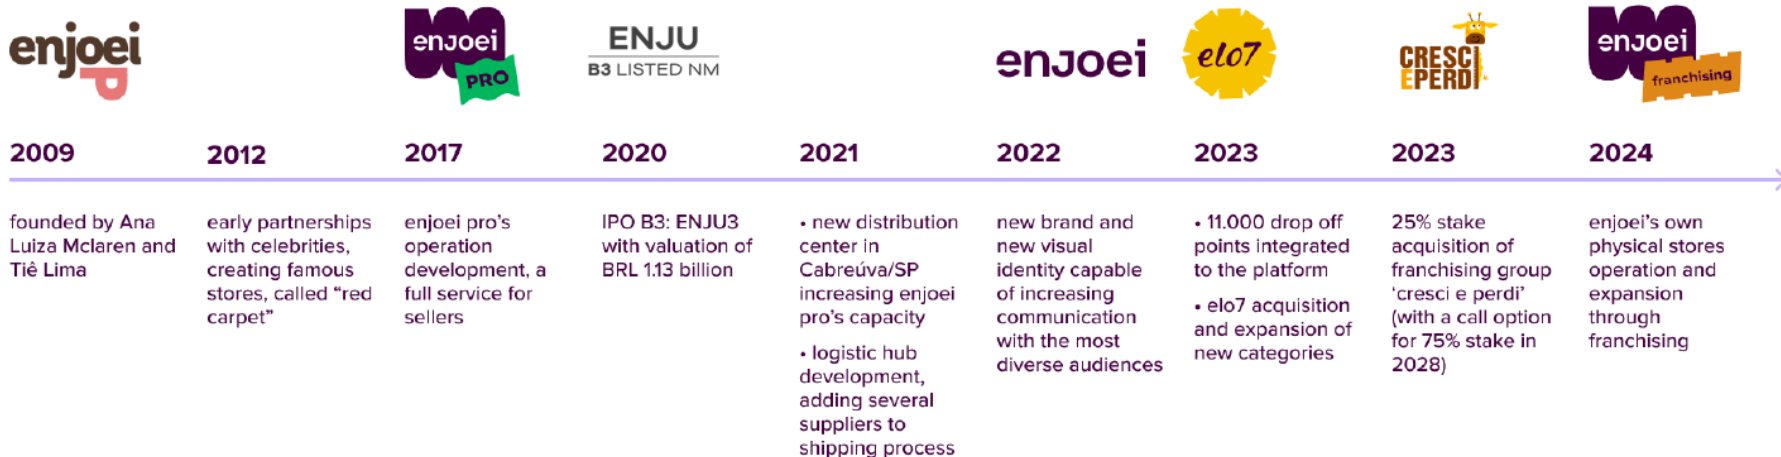 enjoei
P
enjoei
PRO
ENJU
B3 LISTED NM
enjoei
elo7
CRESCI
EPERDI
enjoei
franchising
2009
2012
2017
2020
2021
2022
2023
2023
2024
founded by Ana
Luiza Mclaren and
Tiê Lima
early partnerships
with celebrities,
creating famous
stores, called “red
carpet”
enjoei pro’s
operation
development, a
full service for
sellers
IPO B3: ENJU3
with valuation of
BRL 1.13 billion
• new distribution
center in
Cabreúva/SP
increasing enjoei
pro’s capacity
• logistic hub
development,
adding several
suppliers to
shipping process
new brand and
new visual
identity capable
of increasing
communication
with the most
diverse audiences
• 11.000 drop off
points integrated
to the platform
• elo7 acquisition
and expansion of
new categories
25% stake
acquisition of
franchising group
‘cresci e perdi’
(with a call option
for 75% stake in
2028)
enjoei’s own
physical stores
operation and
expansion
through
franchising